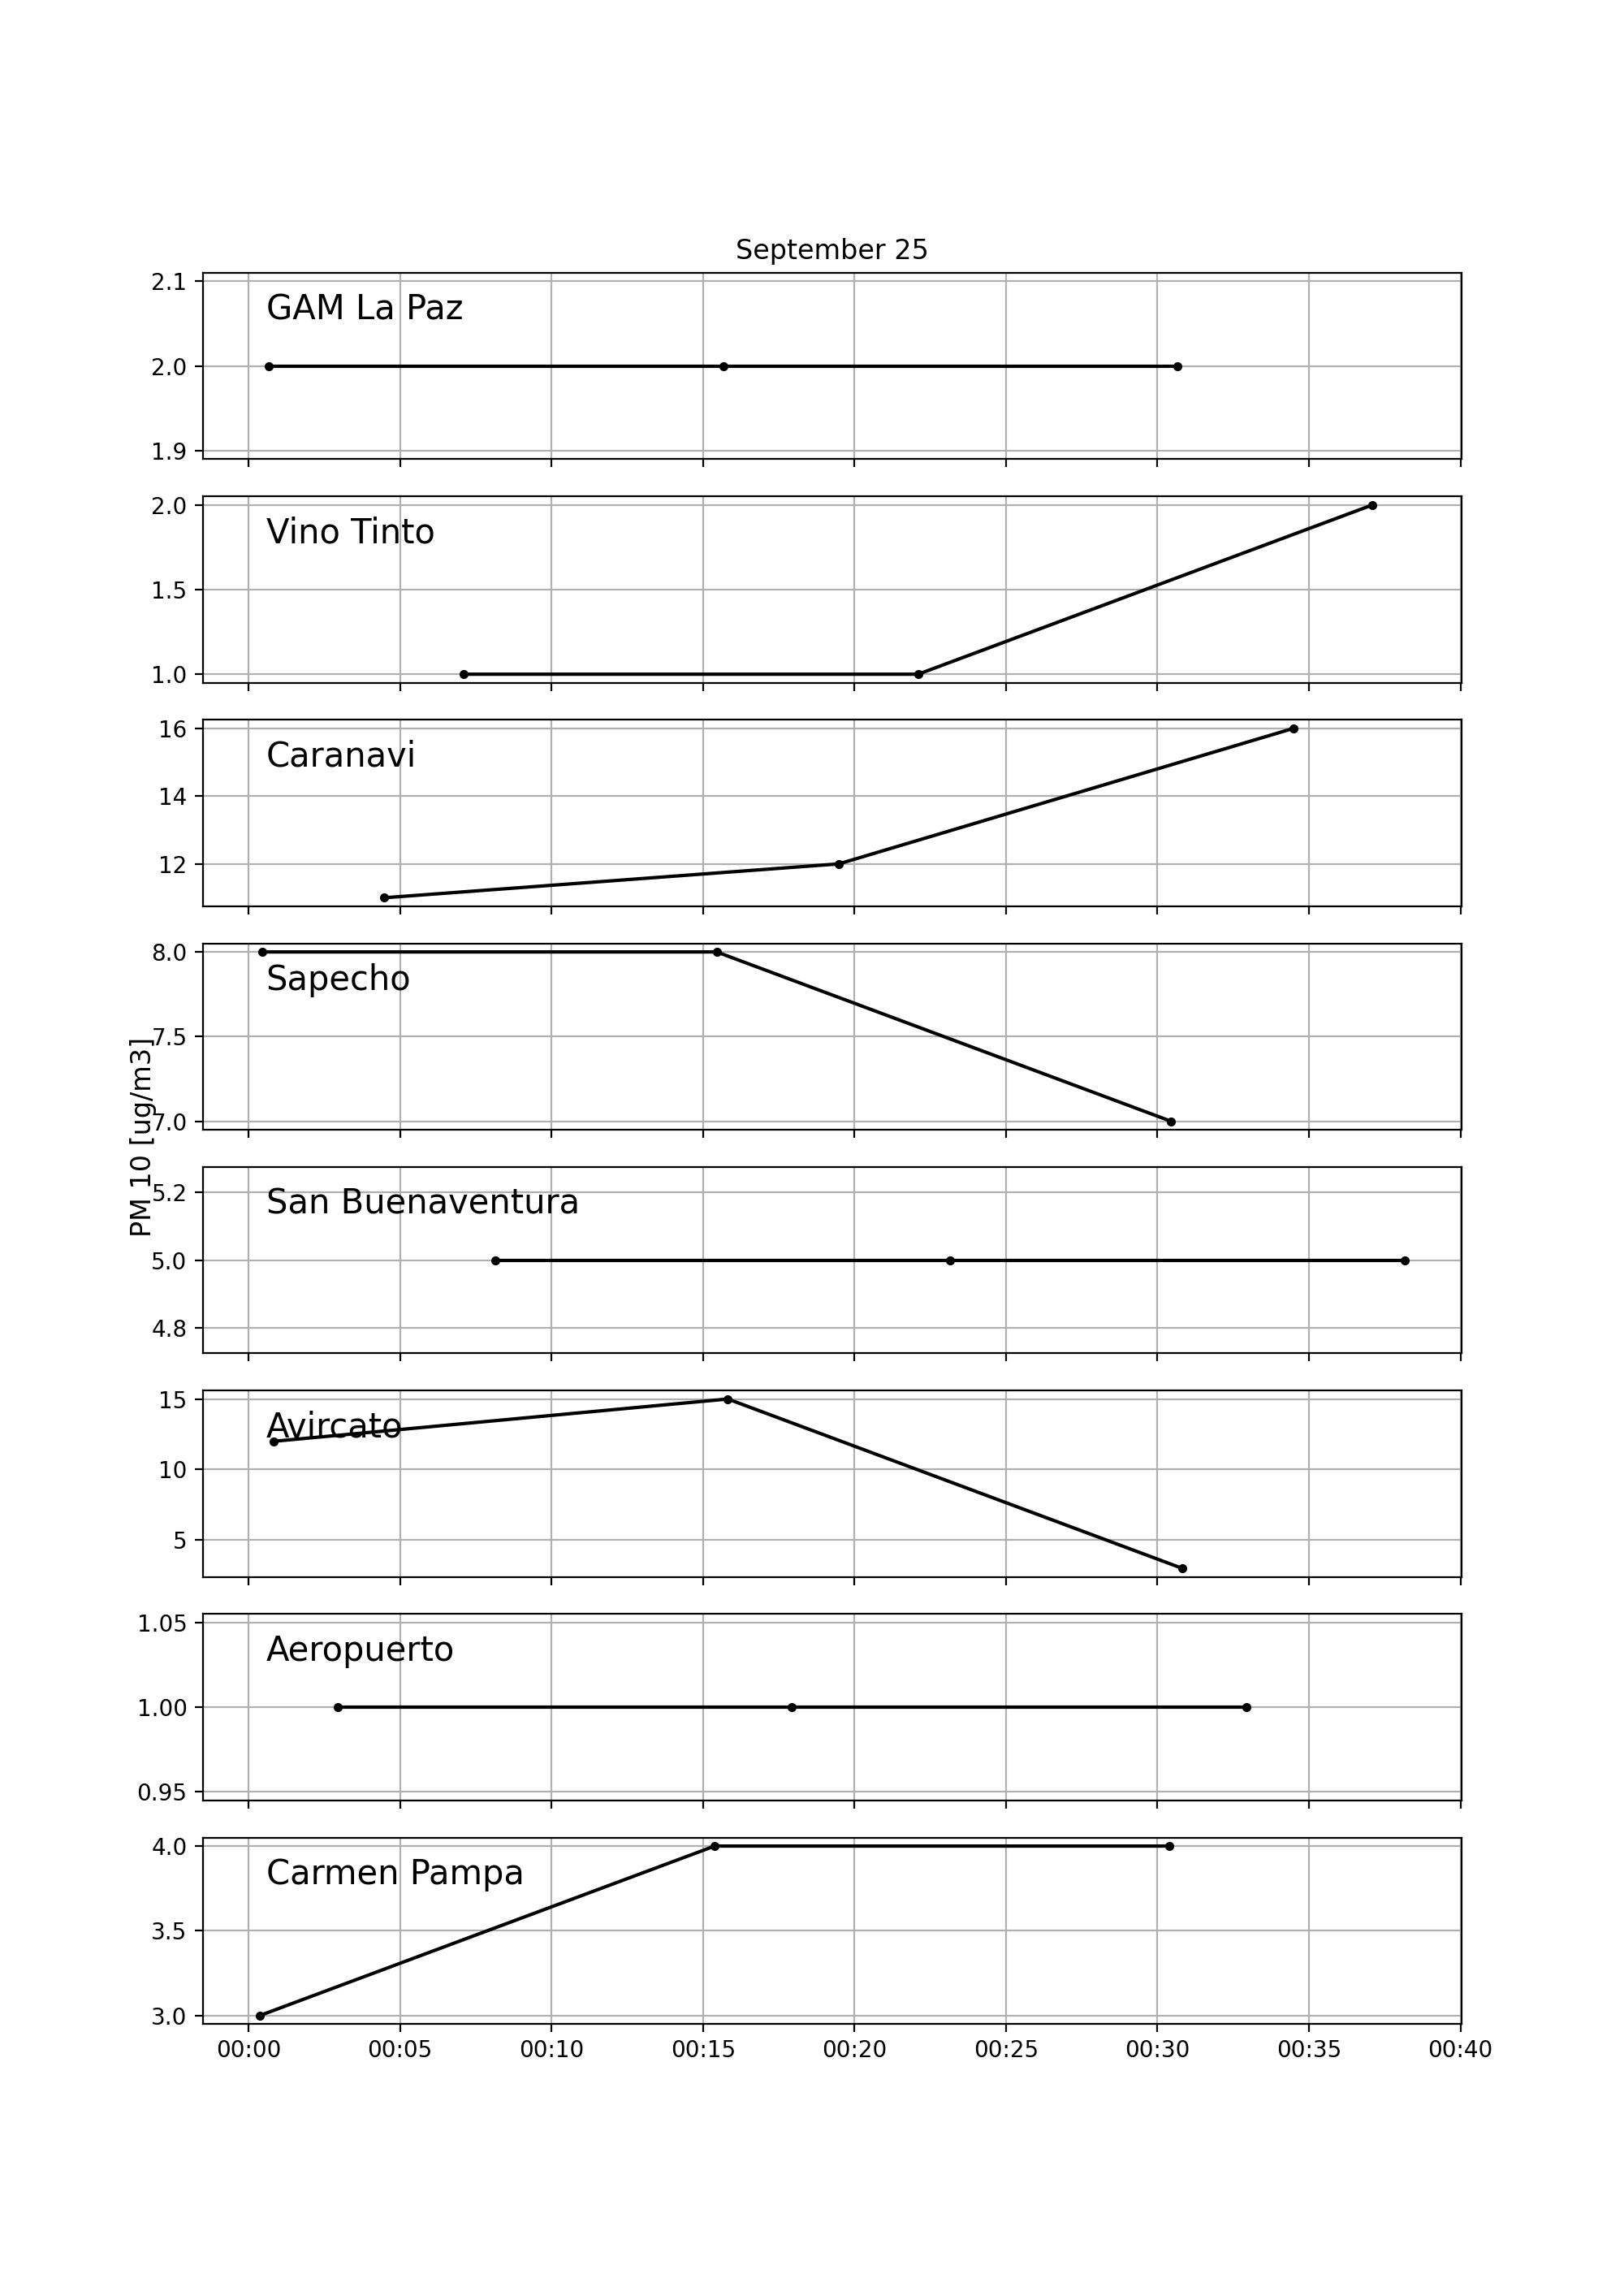 September 25
2.1
GAM La Paz
2.0
1.9
2.0
Vino Tinto
1.5
1.0
16
Caranavi
14
12
8.0
Sapecho
7.5
7.0
PM 10 [ug/m3]
5.2
San Buenaventura
5.0
4.8
15
Avircato
10
5
1.05
Aeropuerto
1.00
0.95
4.0
Carmen Pampa
3.5
3.0
00:00 00:05 00:10 00:15 00:20 00:25 00:30 00:35 00:40